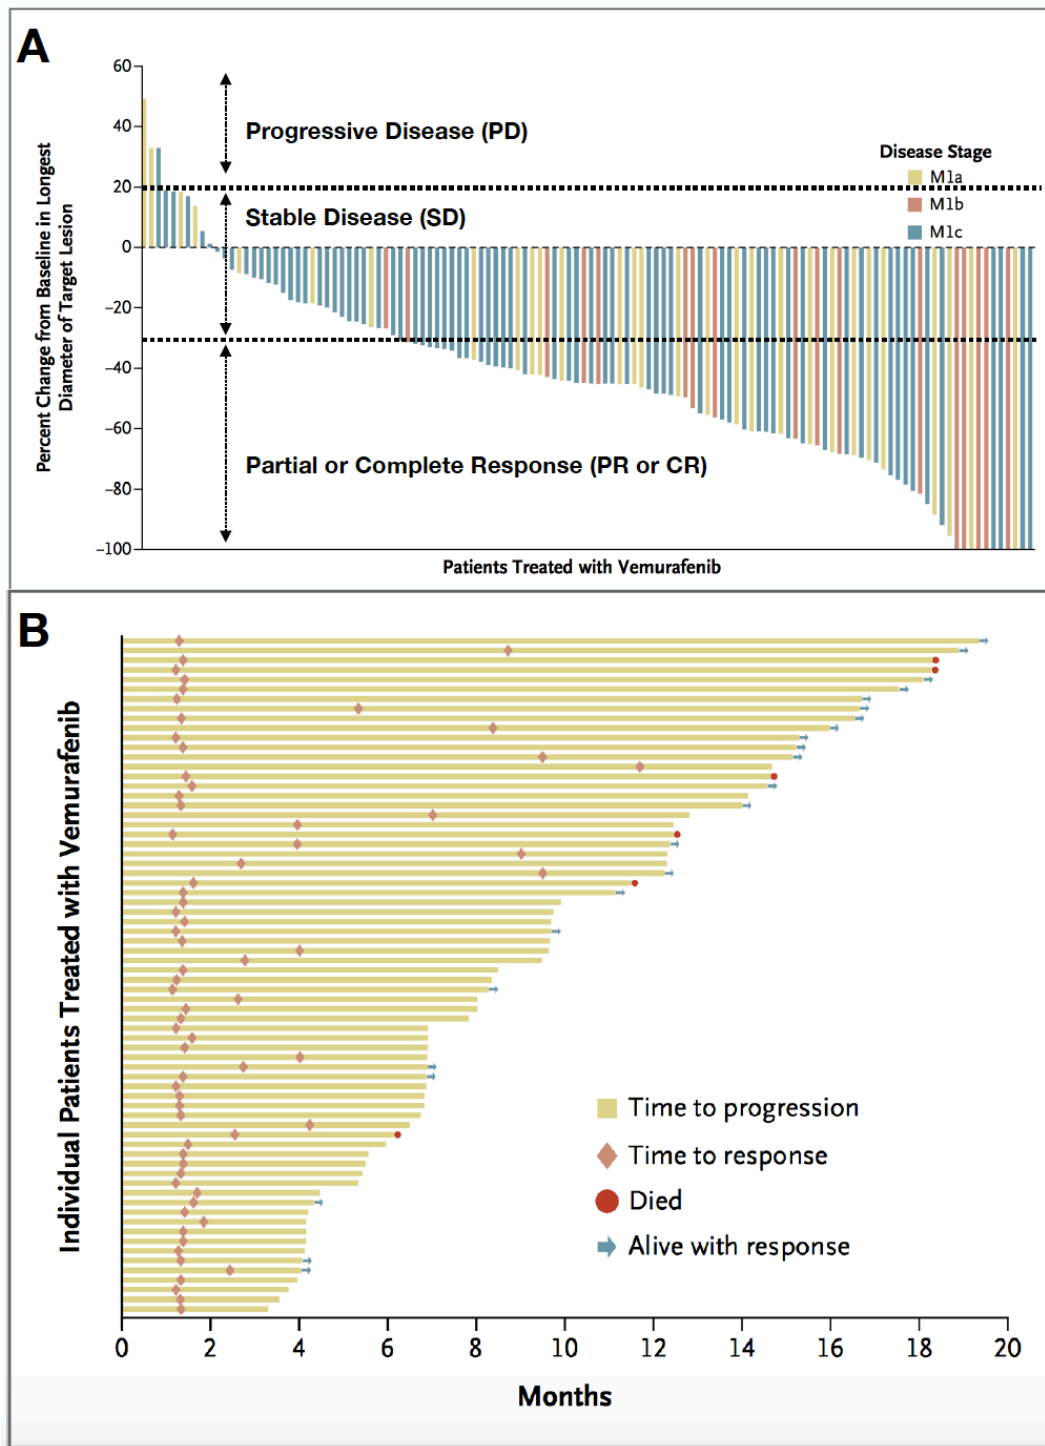 A
60
40
20
0
−20
−40
−60
−80
−100
Percent Change from Baseline in Longest
Diameter of Target Lesion
Progressive Disease (PD)
Stable Disease (SD)
Partial or Complete Response (PR or CR)
Disease Stage
M1a
M1b
M1c
Patients Treated with Vemurafenib
B
Individual Patients Treated with Vemurafenib
Time to progression
Time to response
Died
Alive with response
0 2 4 6 8 10 12 14 16 18 20
Months